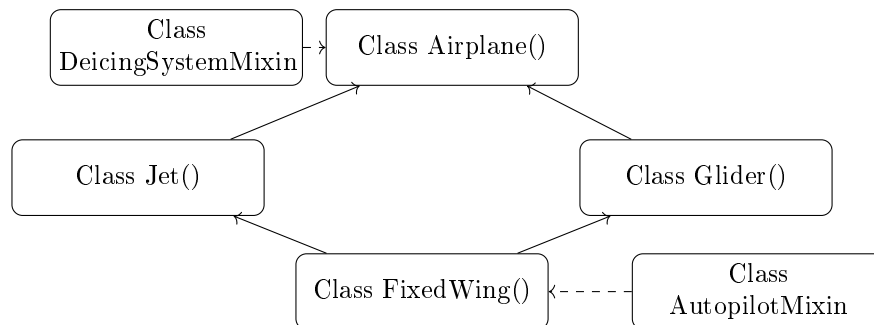 Class
DeicingSystemMixin
Class Airplane()
Class Jet()
Class Glider()
Class FixedWing()
Class
AutopilotMixin